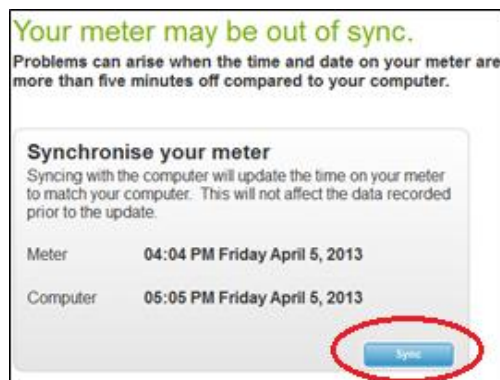 Your meter may be out of sync.
Problems can arise when the time and date on your meter are
more than five minutes off compared to your computer.
Synchronise your meter
Syncing with the computer will update the time on your meter
to match your computer. This will not affect the data recorded
prior to the update.
Meter 04:04 PM Friday April 5, 2013
Computer 05:05 PM Friday April 5, 2013
Sync